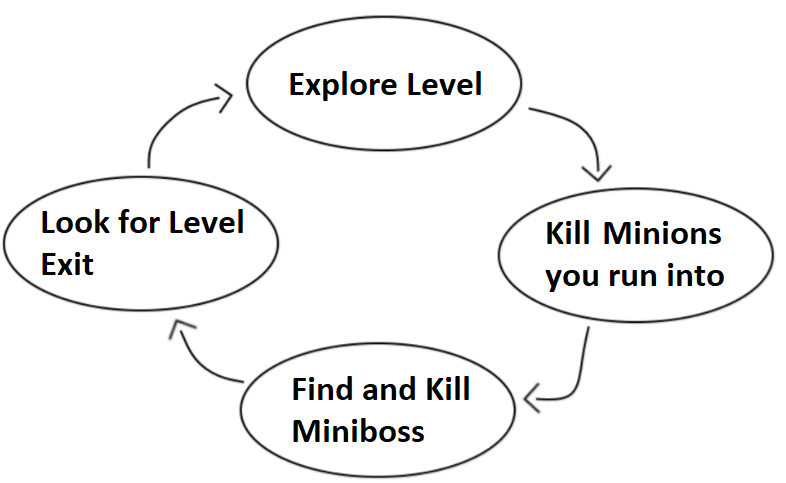 Explore Level
Kill Minions
you run into
Find and Kill
Miniboss
Look for Level
Exit